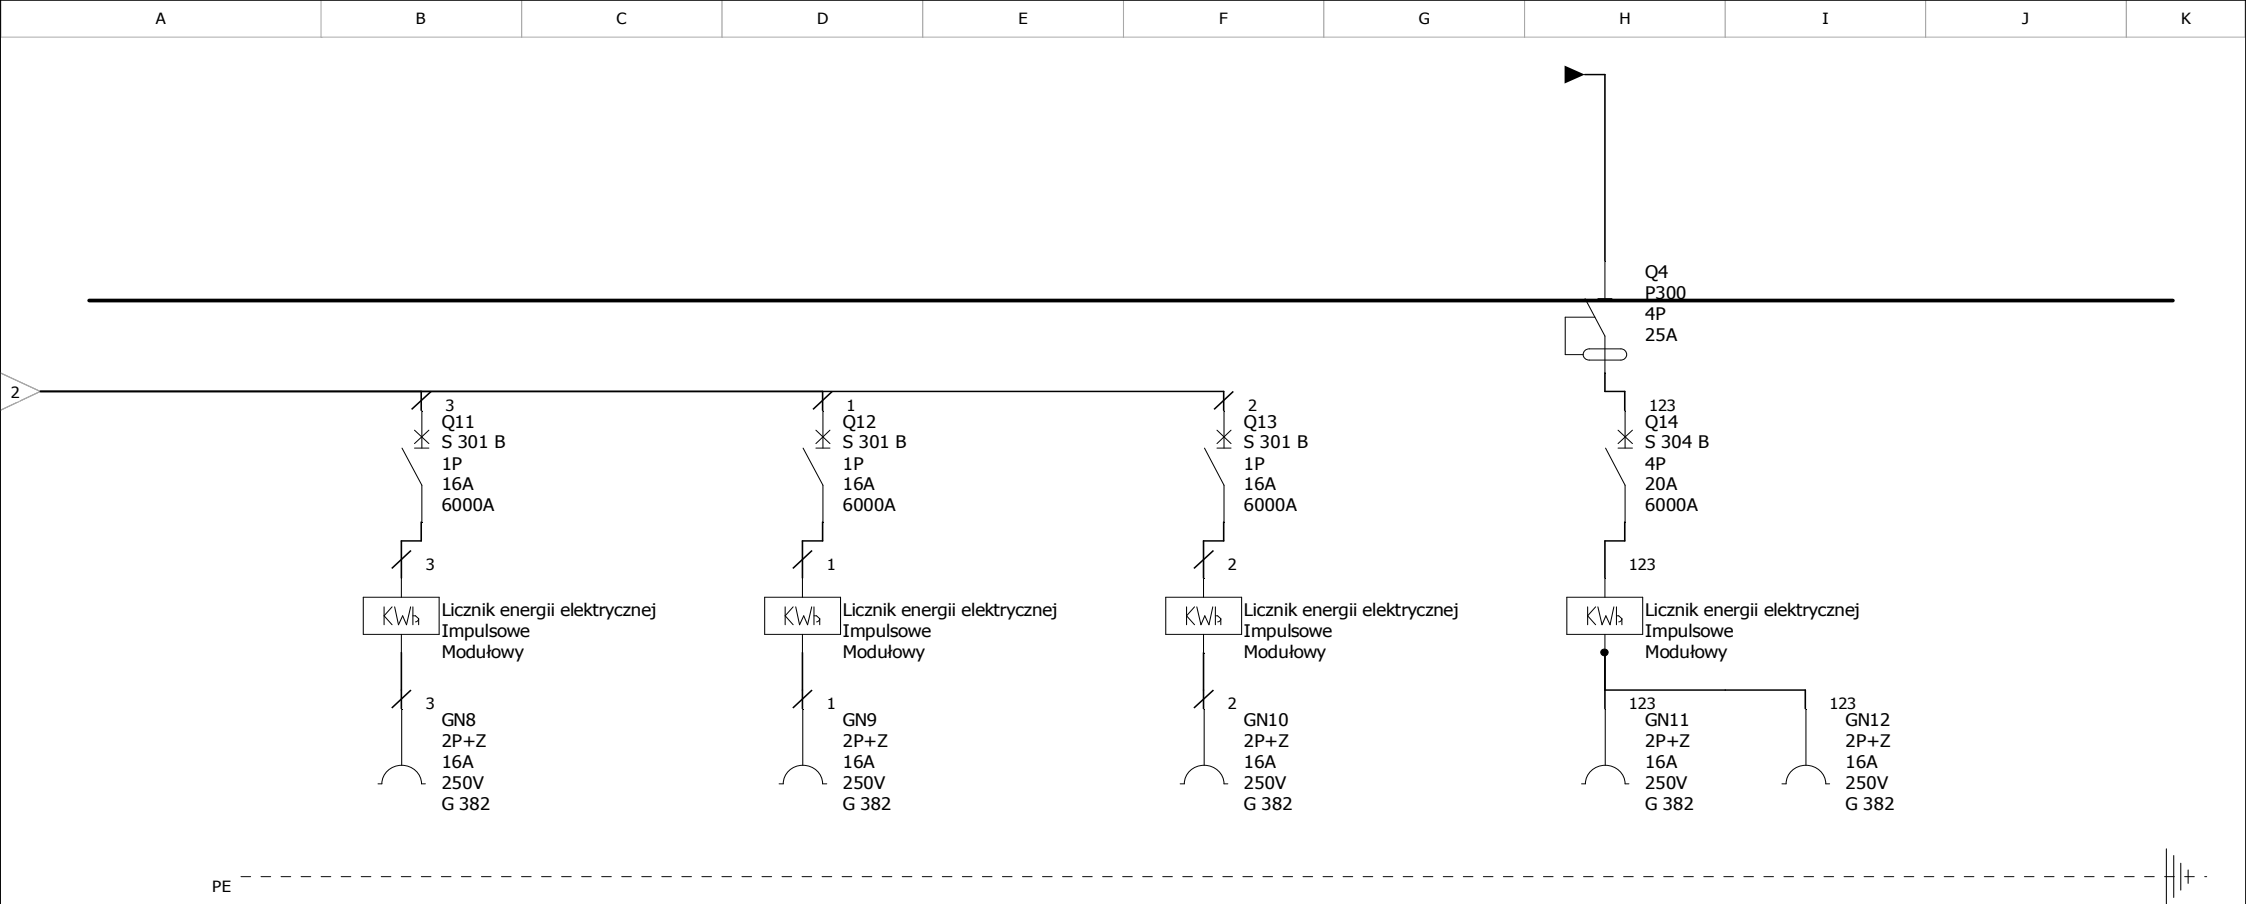 A B C D E F G H I J K
Q4
P300
4P
25A
2
3
Q11
S 301 B
1P
16A
6000A
3
KWh
Licznik energii elektrycznej
Impulsowe
Modułowy
3
GN8
2P+Z
16A
250V
G 382
1
Q12
S 301 B
1P
16A
6000A
1
KWh
Licznik energii elektrycznej
Impulsowe
Modułowy
1
GN9
2P+Z
16A
250V
G 382
2
Q13
S 301 B
1P
16A
6000A
2
KWh
Licznik energii elektrycznej
Impulsowe
Modułowy
2
GN10
2P+Z
16A
250V
G 382
123
Q14
S 304 B
4P
20A
6000A
123
KWh
Licznik energii elektrycznej
Impulsowe
Modułowy
123
GN11
2P+Z
16A
250V
G 382
123
GN12
2P+Z
16A
250V
G 382
PE